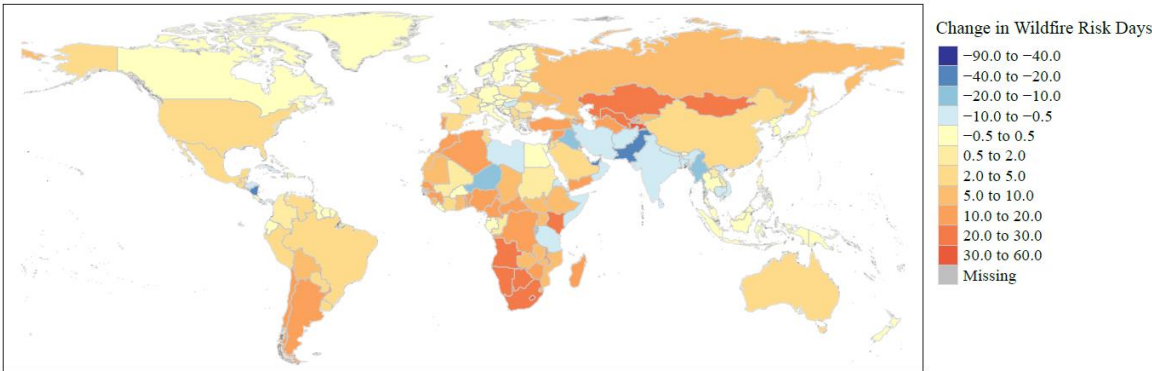 Change in Wildfire Risk Days
−90.0 to −40.0
−40.0 to −20.0
−20.0 to −10.0
−10.0 to −0.5
−0.5 to 0.5
0.5 to 2.0
2.0 to 5.0
5.0 to 10.0
10.0 to 20.0
20.0 to 30.0
30.0 to 60.0
Missing